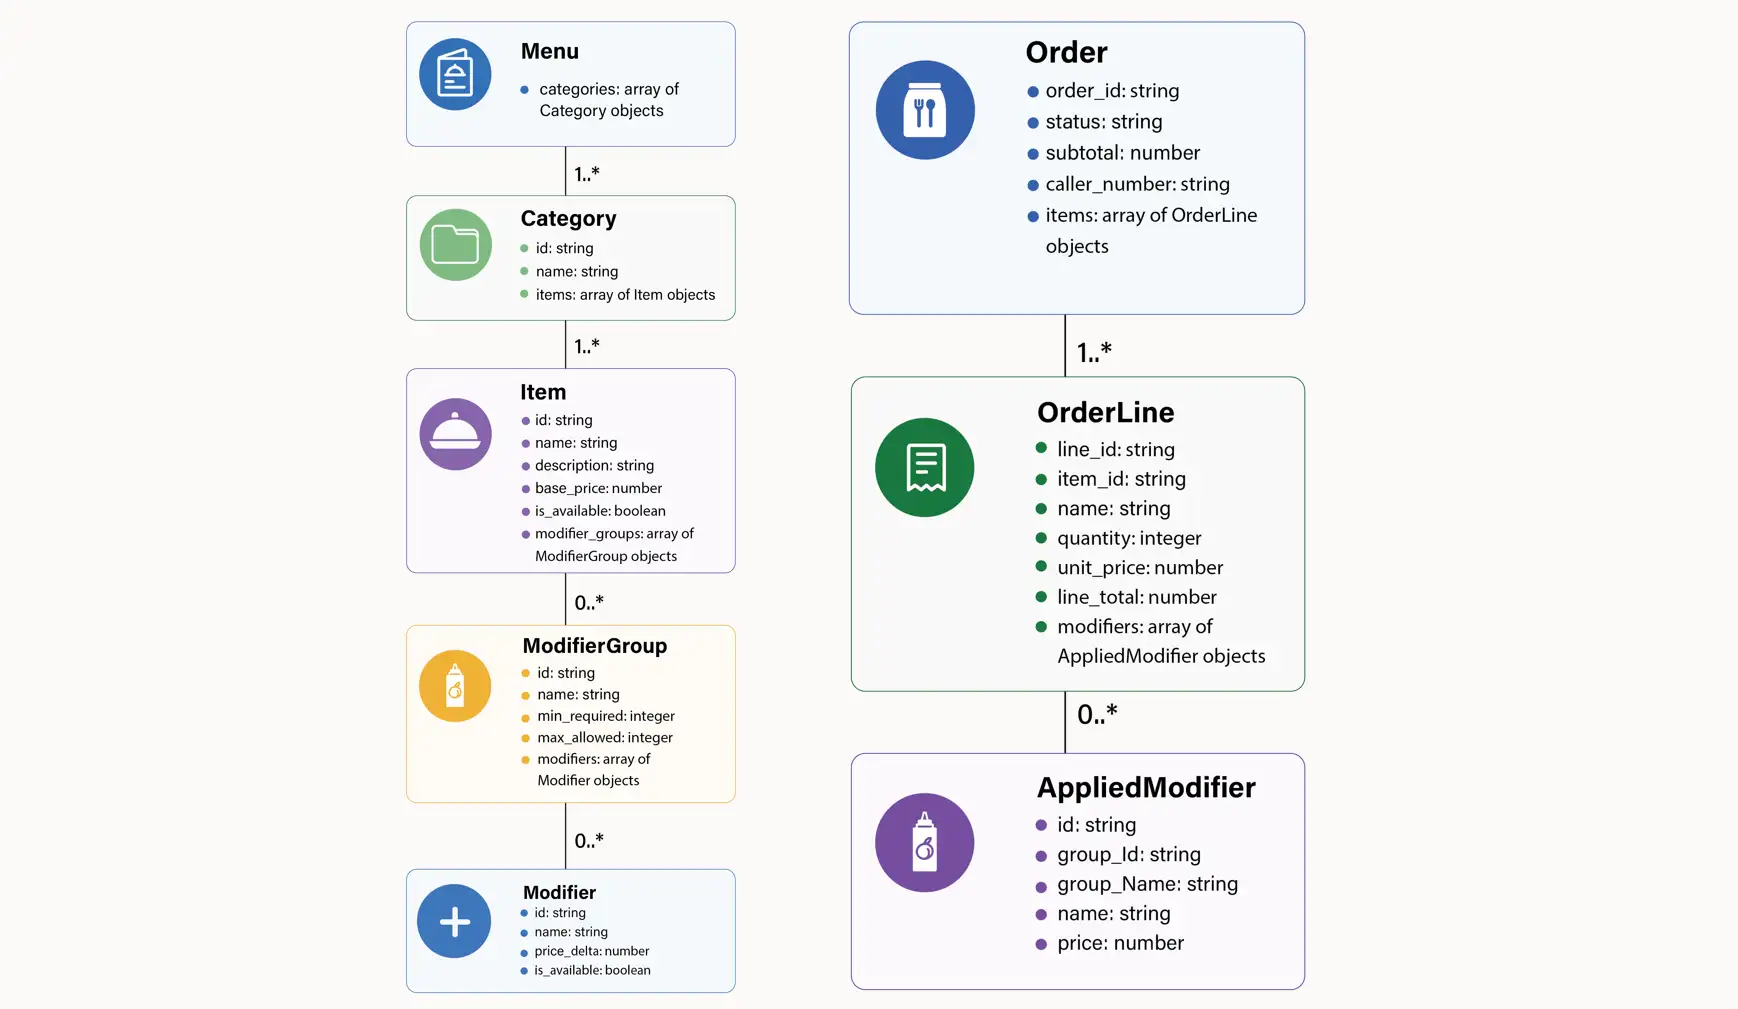 Menu
categories: array of
Category objects
1..*
Category
id: string
name: string
items: array of Item objects
1..*
Item
id: string
name: string
description: string
base_price: number
is_available: boolean
modifier_groups: array of
ModifierGroup objects
0..*
ModifierGroup
id: string
name: string
min_required: integer
max_allowed: integer
modifiers: array of
Modifier objects
0..*
Modifier
id: string
name: string
price_delta: number
is_available: boolean
Order
order_id: string
status: string
subtotal: number
caller_number: string
items: array of OrderLine
objects
1..*
OrderLine
line_id: string
item_id: string
name: string
quantity: integer
unit_price: number
line_total: number
modifiers: array of
AppliedModifier objects
0..*
AppliedModifier
id: string
group_Id: string
group_Name: string
name: string
price: number